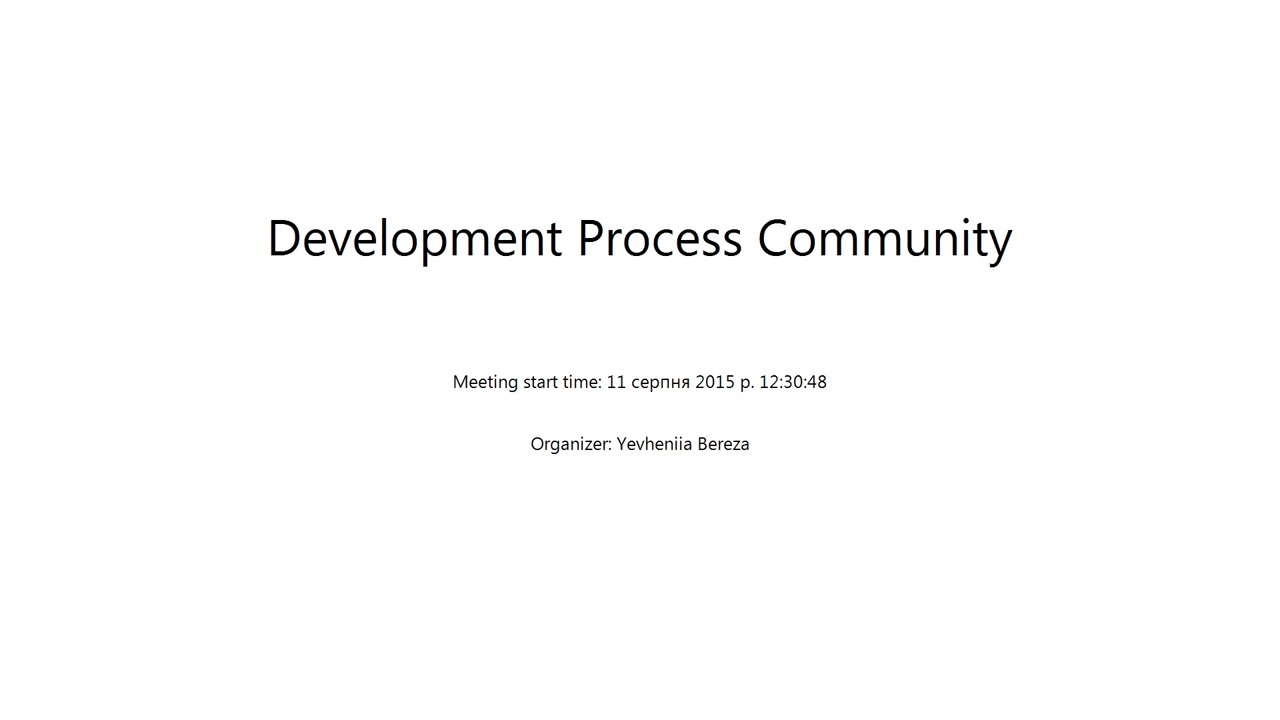 Development Process Community
Meeting start time: 11 серпня 2015 р. 12:30:48
Organizer: Yevheniia Bereza